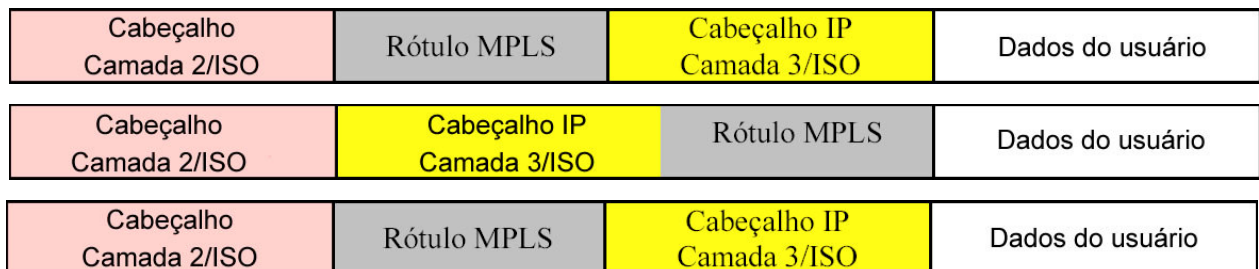 Cabeçalho
Camada 2/ISO
Rótulo MPLS
Cabeçalho IP
Camada 3/ISO
Dados do usuário
Cabeçalho
Camada 2/ISO
Cabeçalho IP
Camada 3/ISO
Rótulo MPLS
Dados do usuário
Cabeçalho
Camada 2/ISO
Rótulo MPLS
Cabeçalho IP
Camada 3/ISO
Dados do usuário